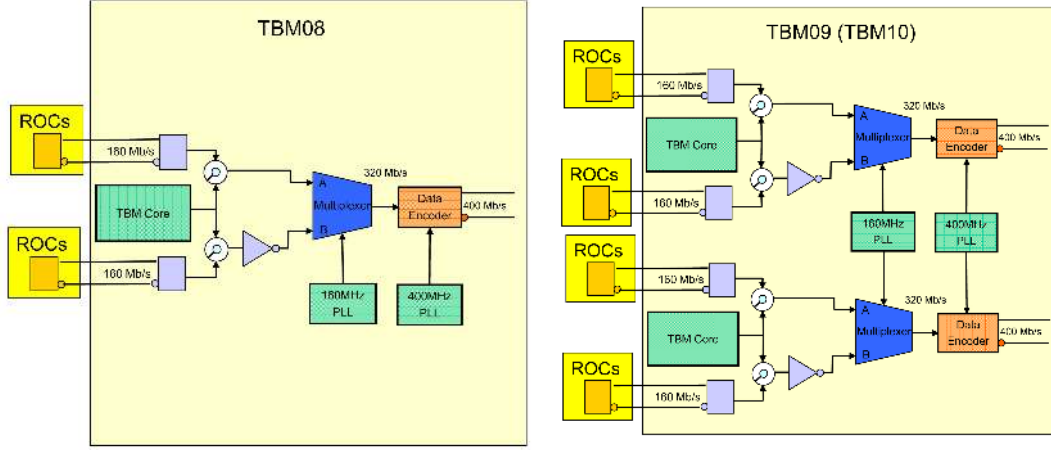 TBM08
ROCs
160 Mb/s
TBM Core
ROCs
160 Mb/s
A
Multiplexer
B
320 Mb/s
Data
Encoder
400 Mb/s
160MHz
PLL
400MHz
PLL
TBM09 (TBM10)
ROCs
160 Mb/s
TBM Core
ROCs
160 Mb/s
A
Multiplexer
B
320 Mb/s
Data
Encoder
400 Mb/s
160MHz
PLL
400MHz
PLL
ROCs
160 Mb/s
TBM Core
ROCs
160 Mb/s
A
Multiplexer
B
320 Mb/s
Data
Encoder
400 Mb/s